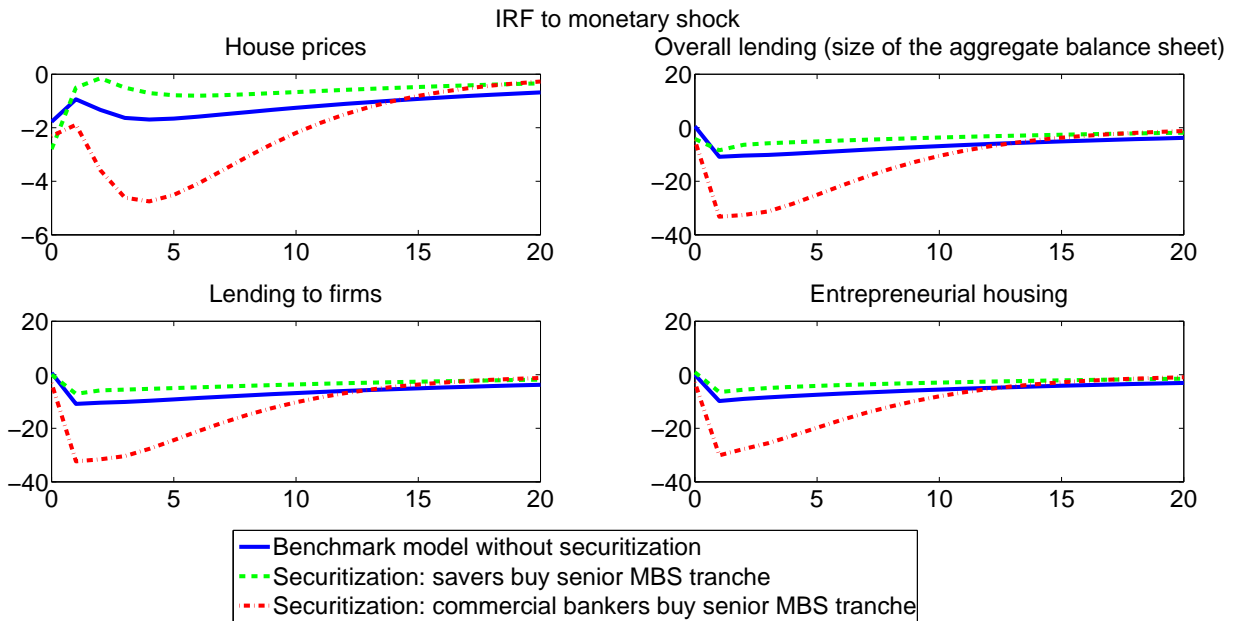 IRF to monetary shock
House prices
0
−2
−4
−6
0 5 10 15 20
Overall lending (size of the aggregate balance sheet)
20
0
−20
−40
0 5 10 15 20
Lending to firms
20
0
−20
−40
0 5 10 15 20
Entrepreneurial housing
20
0
−20
−40
0 5 10 15 20
Benchmark model without securitization
Securitization: savers buy senior MBS tranche
Securitization: commercial bankers buy senior MBS tranche